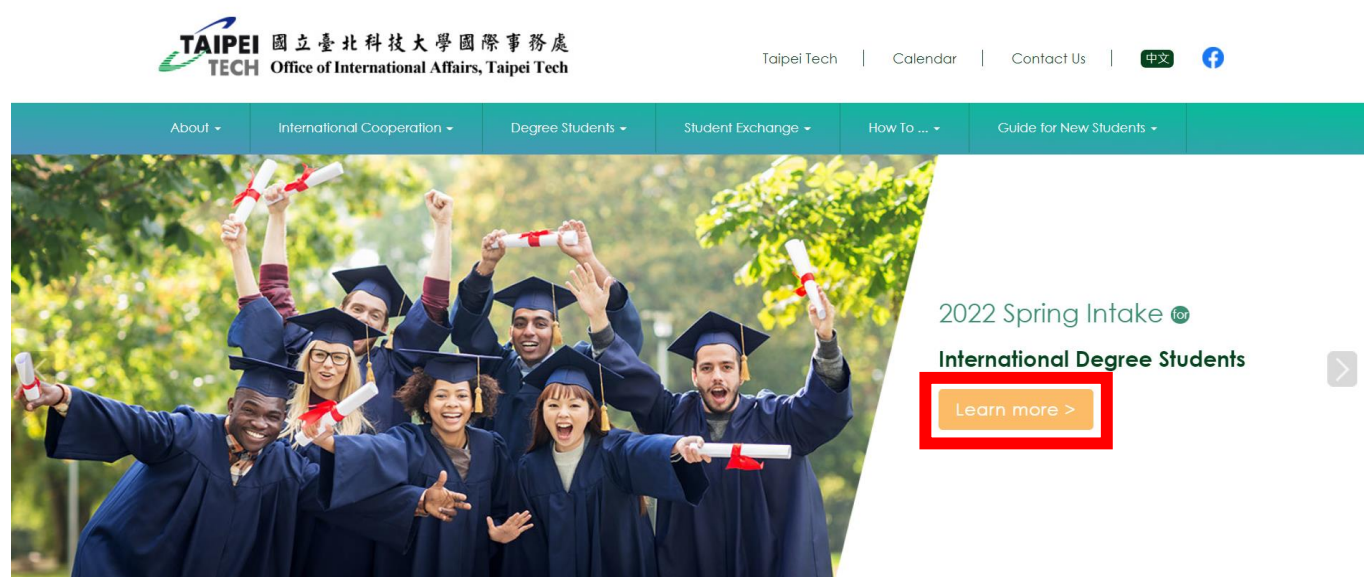 TAIPEI TECH
國立臺北科技大學國際事務處
Office of International Affairs, Taipei Tech
Taipei Tech | Calendar | Contact Us | 中文
About International Cooperation Degree Students Student Exchange How To ... Guide for New Students
2022 Spring Intake for
International Degree Students
Learn more >